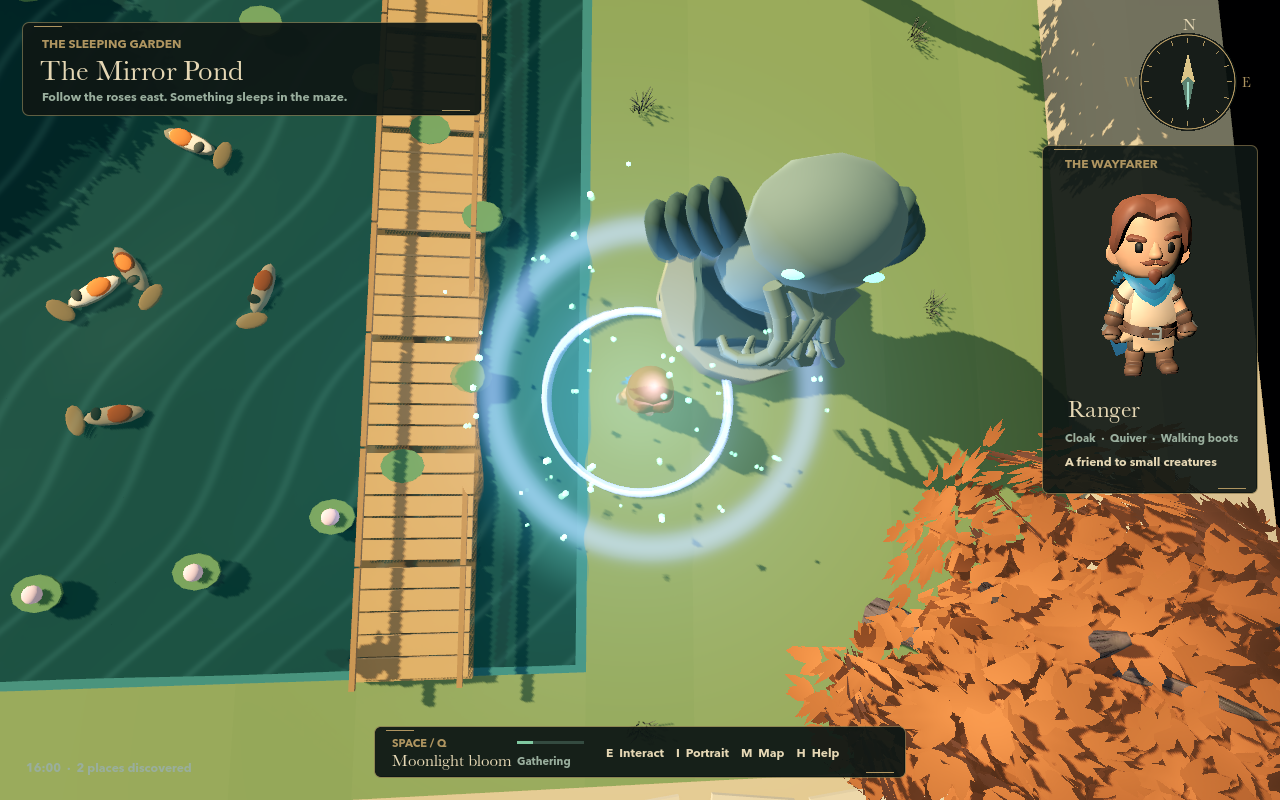 THE SLEEPING GARDEN
The Mirror Pond
Follow the roses east. Something sleeps in the maze.
N
W
E
THE WAYFARER
Ranger
Cloak · Quiver · Walking boots
A friend to small creatures
SPACE / Q
Moonlight bloom Gathering
E Interact I Portrait M Map H Help
16:00 - 2 places discovered